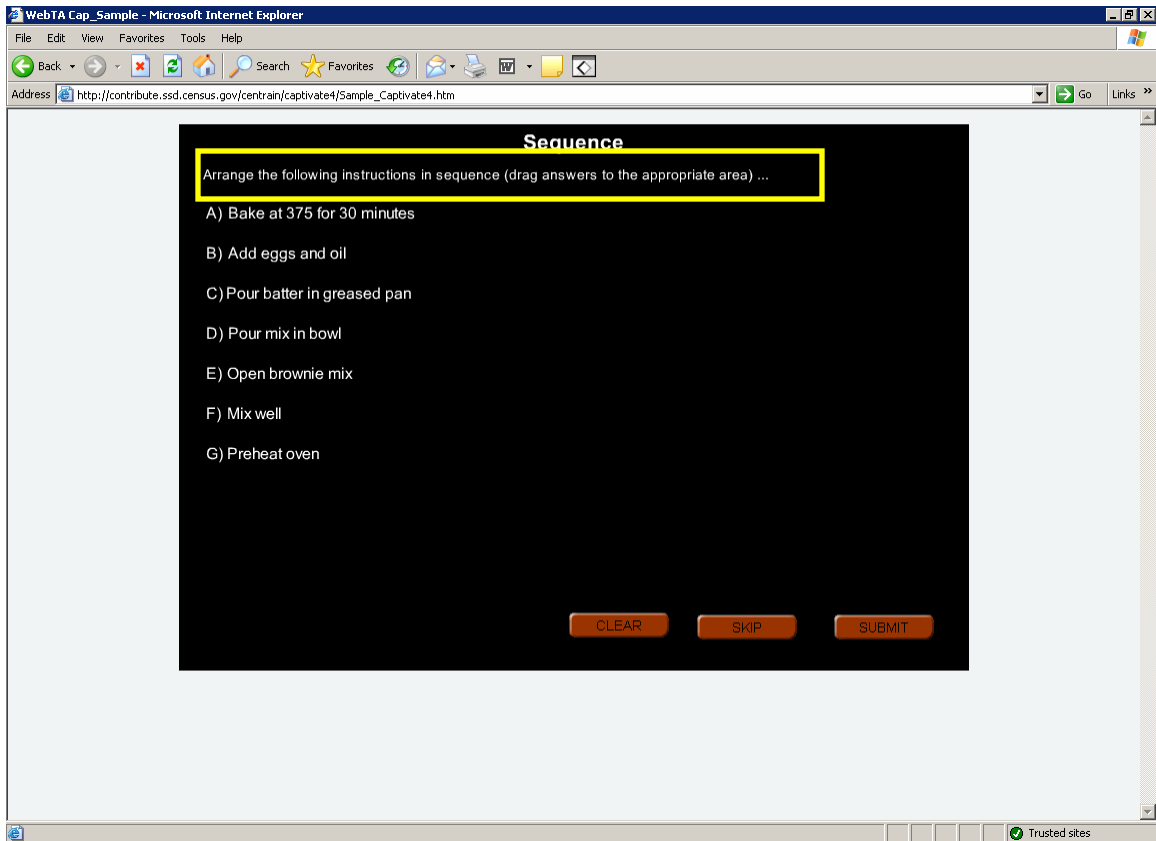 WebTA Cap_Sample - Microsoft Internet Explorer
File Edit View Favorites Tools Help
Back Search Favorites
Address http://contribute.ssd.census.gov/centrain/captivate4/Sample_Captivate4.htm Go Links »
Sequence
Arrange the following instructions in sequence (drag answers to the appropriate area) ...
A) Bake at 375 for 30 minutes
B) Add eggs and oil
C) Pour batter in greased pan
D) Pour mix in bowl
E) Open brownie mix
F) Mix well
G) Preheat oven
CLEAR SKIP SUBMIT
Trusted sites